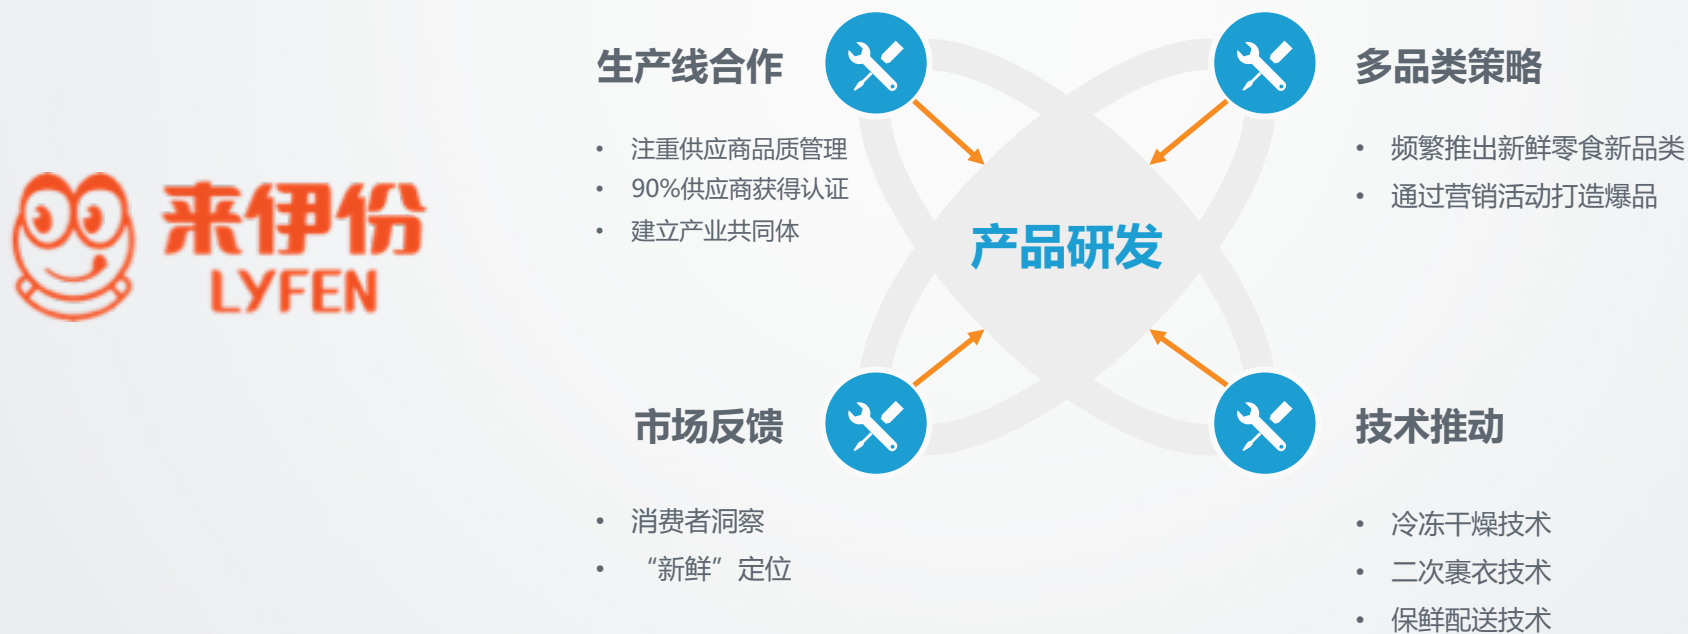 来伊份
LYFEN
生产线合作
• 注重供应商品质管理
• 90%供应商获得认证
• 建立产业共同体
多品类策略
• 频繁推出新鲜零食新品类
• 通过营销活动打造爆品
产品研发
市场反馈
• 消费者洞察
• “新鲜”定位
技术推动
• 冷冻干燥技术
• 二次裹衣技术
• 保鲜配送技术